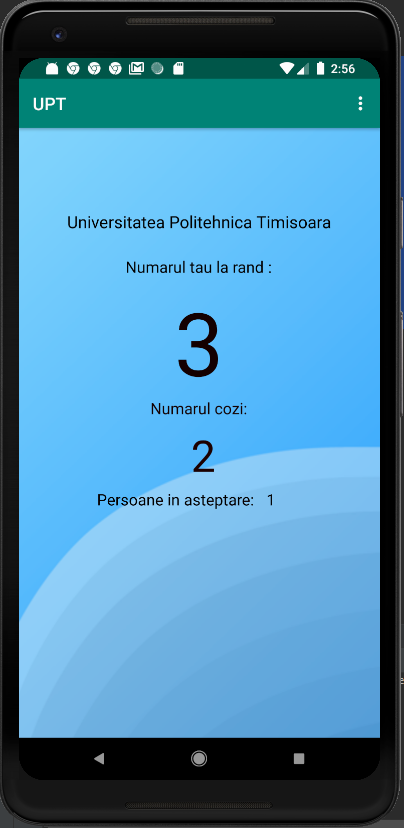 2:56
UPT
Universitatea Politehnica Timisoara
Numarul tau la rand :
3
Numarul cozi:
2
Persoane in asteptare: 1